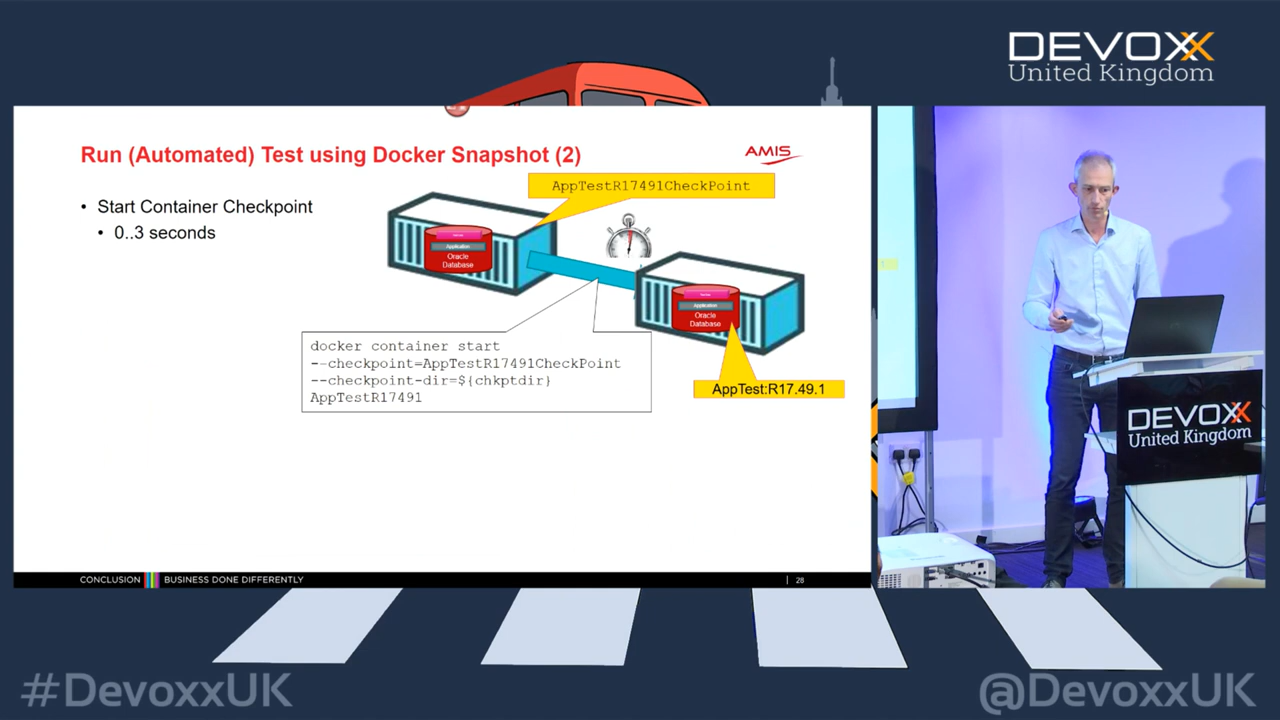 DEVOXX
United Kingdom
Run (Automated) Test using Docker Snapshot (2)
AMIS
• Start Container Checkpoint
• 0..3 seconds
AppTestR17491CheckPoint
Application
Oracle
Database
Application
Oracle
Database
docker container start
--checkpoint=AppTestR17491CheckPoint
--checkpoint-dir=${chkptdir}
AppTestR17491
AppTest:R17.49.1
CONCLUSION BUSINESS DONE DIFFERENTLY
28
DEVOXX
United Kingdom
#DevoxxUK
@DevoxxUK